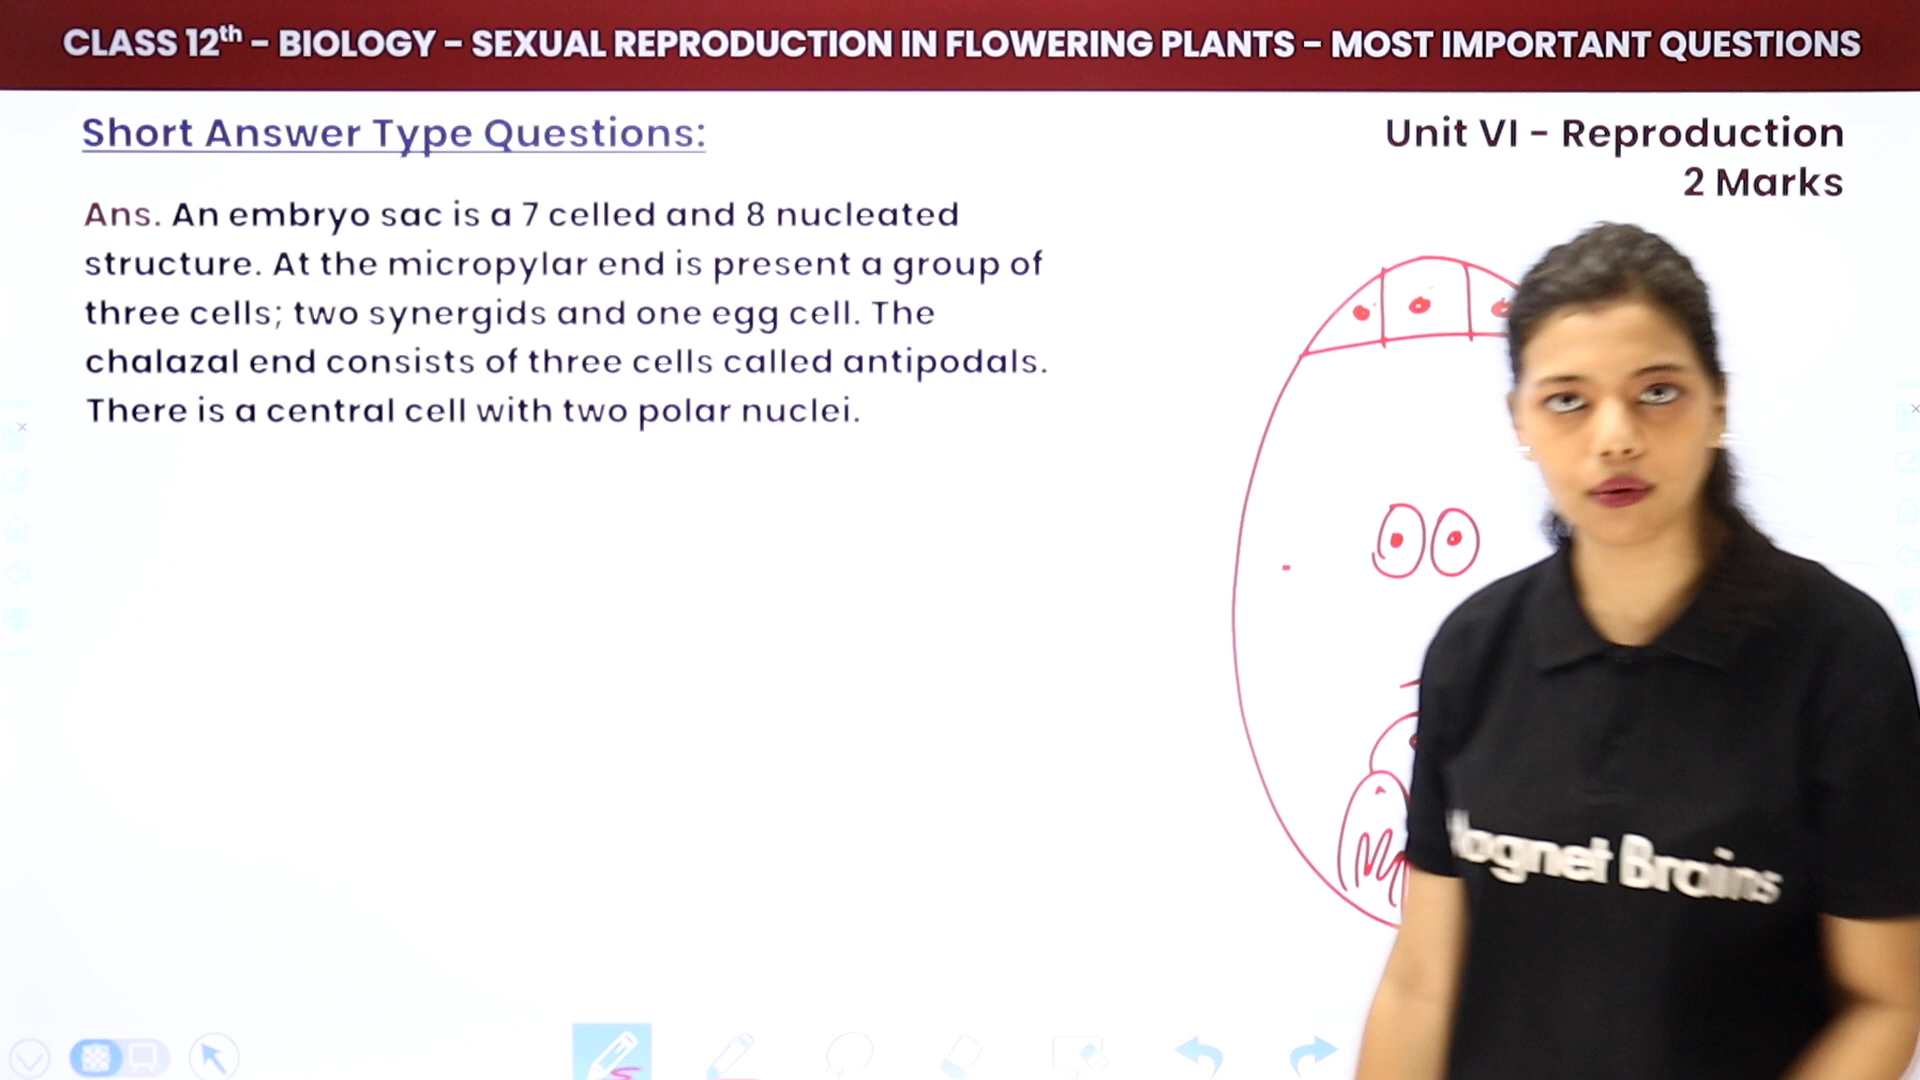 CLASS 12th – BIOLOGY – SEXUAL REPRODUCTION IN FLOWERING PLANTS – MOST IMPORTANT QUESTIONS
Short Answer Type Questions:
Unit VI – Reproduction
2 Marks
Ans. An embryo sac is a 7 celled and 8 nucleated
structure. At the micropylar end is present a group of
three cells; two synergids and one egg cell. The
chalazal end consists of three cells called antipodals.
There is a central cell with two polar nuclei.
Magnet Brains